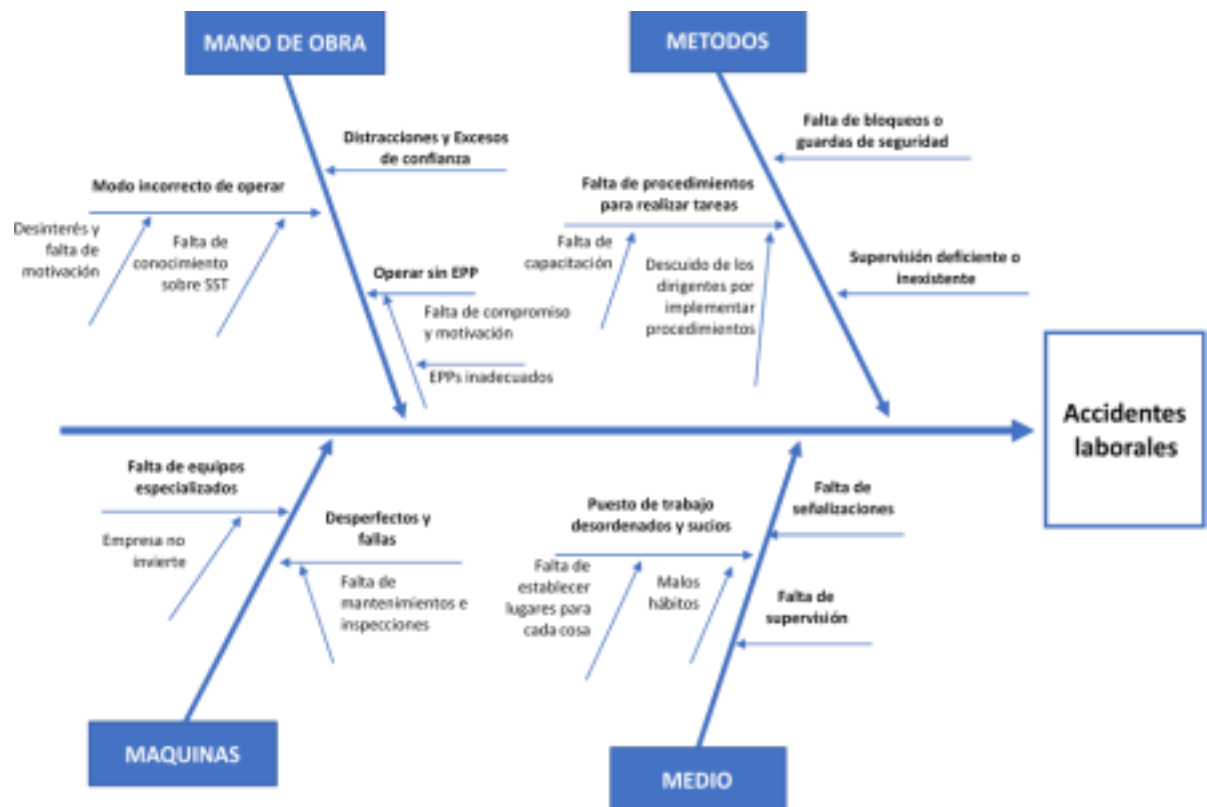 MANO DE OBRA
METODOS
Distracciones y Excesos
de confianza
Modo incorrecto de operar
Desinterés y
falta de
motivación
Falta de
conocimiento
sobre SST
Operar sin EPP
Falta de compromiso
y motivación
EPPs inadecuados
Falta de bloqueos o
guardas de seguridad
Falta de procedimientos
para realizar tareas
Falta de
capacitación
Descuido de los
dirigentes por
implementar
procedimientos
Supervisión deficiente o
inexistente
Accidentes
laborales
Falta de equipos
especializados
Empresa no
invierte
Desperfectos y
fallas
Falta de
mantenimientos e
inspecciones
Puesto de trabajo
desordenados y sucios
Falta de
establecer
lugares para
cada cosa
Malos
hábitos
Falta de
señalizaciones
Falta de
supervisión
MAQUINAS
MEDIO